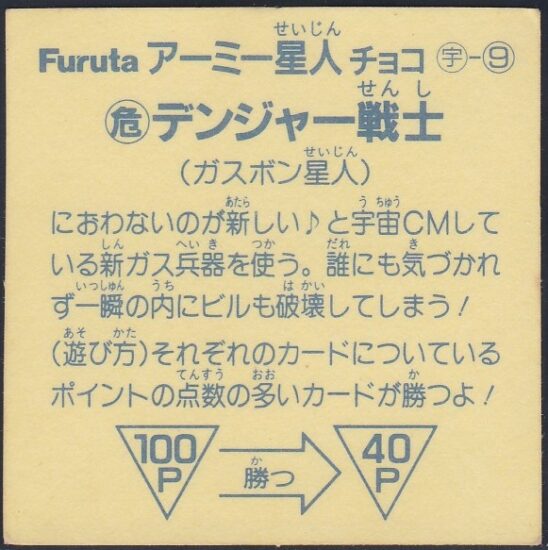 Furuta アーミー星人チョコ 宇-9
危デンジャー戦士
(ガスボン星人)
におわないのが新しい♪と宇宙CMして
いる新ガス兵器を使う。誰にも気づかれ
ず一瞬の内にビルも破壊してしまう!
(遊び方)それぞれのカードについている
ポイントの点数の多いカードが勝つよ!
100P 勝つ 40P